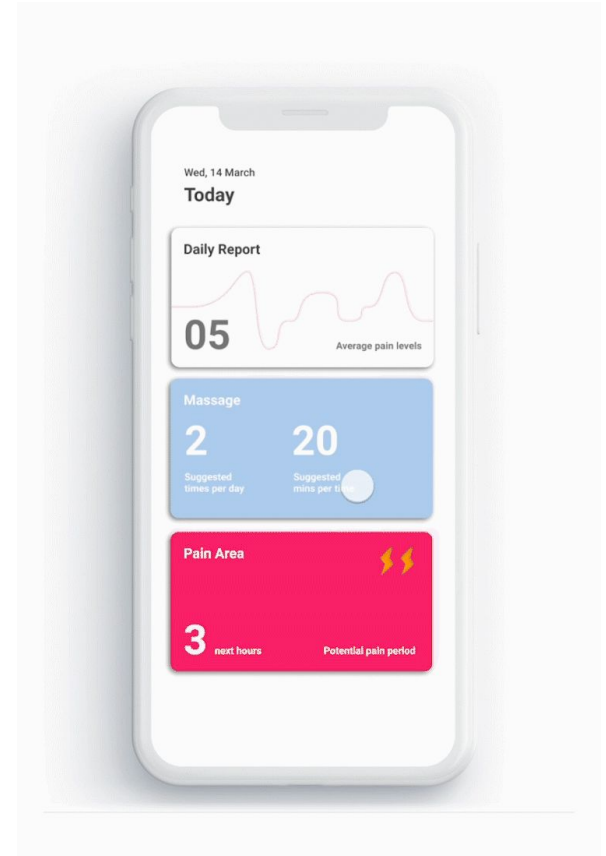 Wed, 14 March
Today
Daily Report
05
Average pain levels
Massage
2
20
Suggested
times per day
Suggested
mins per
Pain Area
3 next hours
Potential pain period